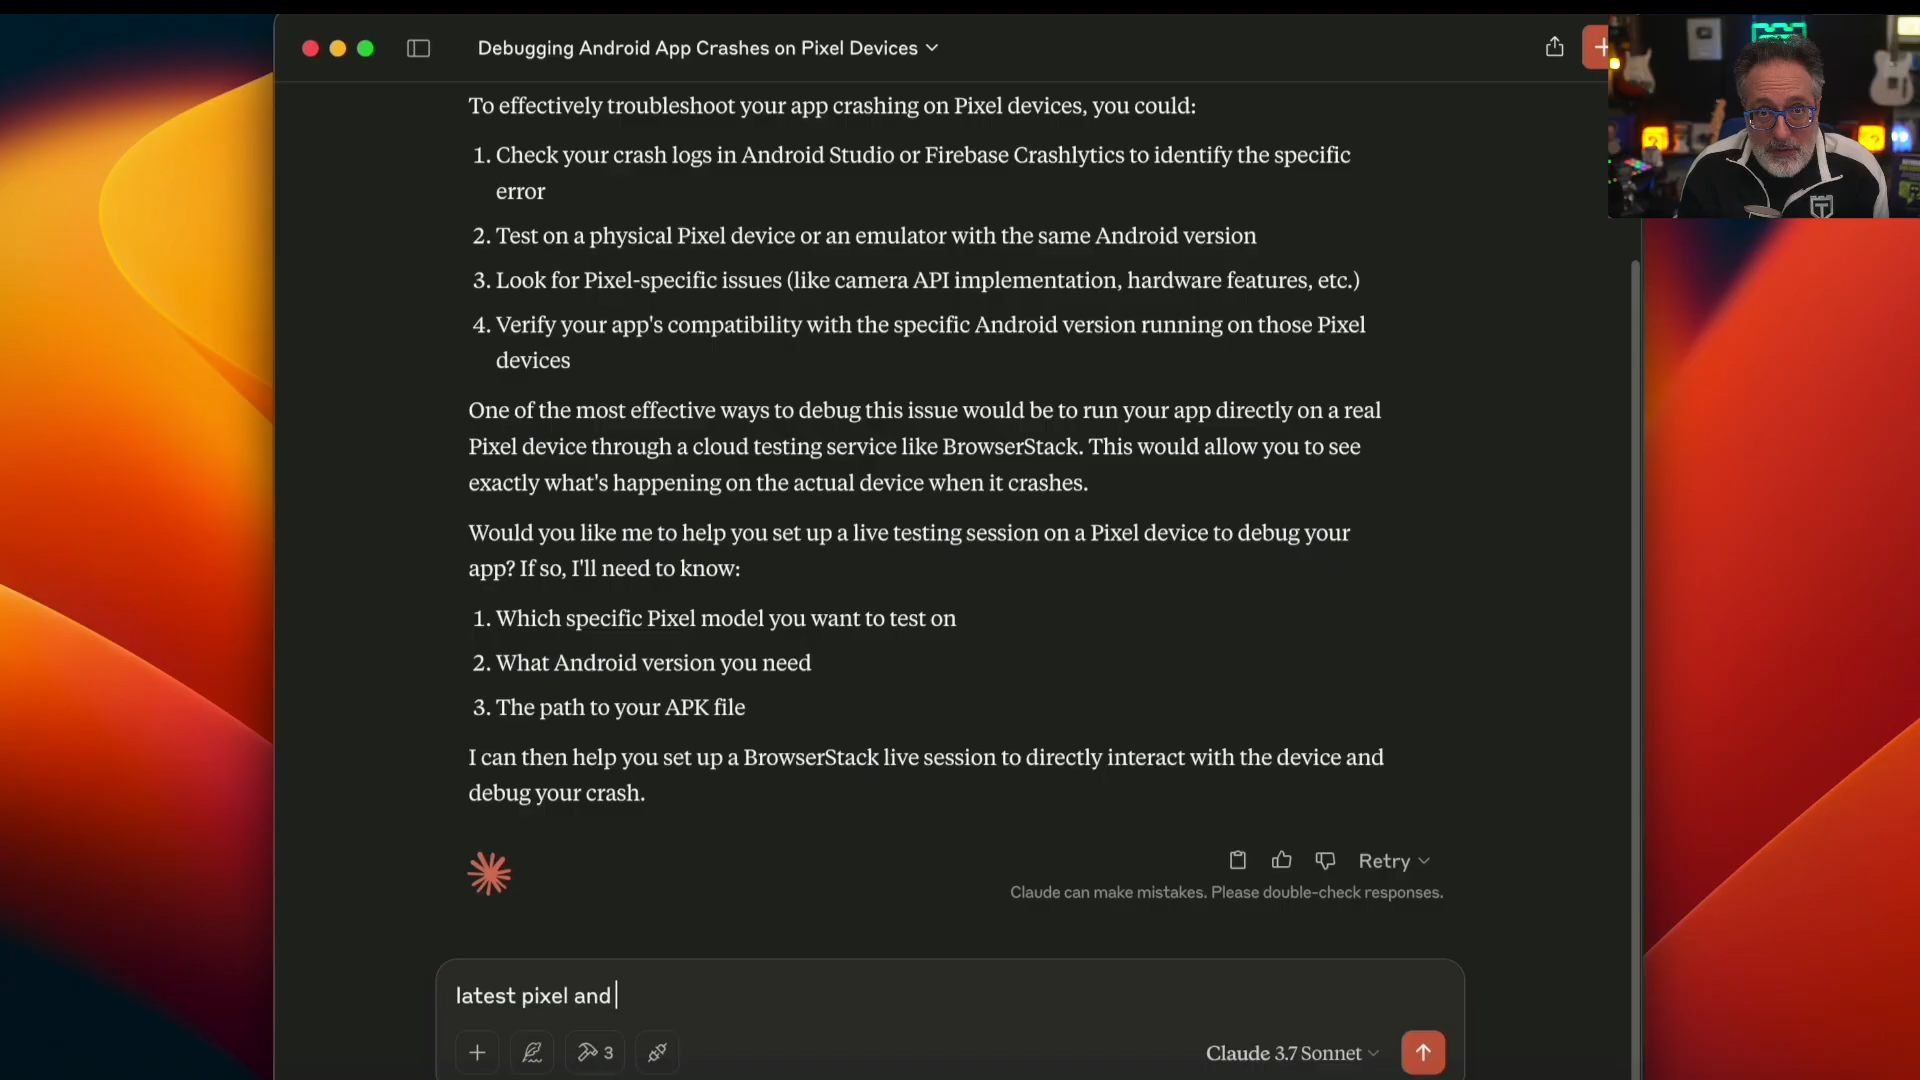 Debugging Android App Crashes on Pixel Devices
To effectively troubleshoot your app crashing on Pixel devices, you could:
1. Check your crash logs in Android Studio or Firebase Crashlytics to identify the specific
error
2. Test on a physical Pixel device or an emulator with the same Android version
3. Look for Pixel-specific issues (like camera API implementation, hardware features, etc.)
4. Verify your app's compatibility with the specific Android version running on those Pixel
devices
One of the most effective ways to debug this issue would be to run your app directly on a real
Pixel device through a cloud testing service like BrowserStack. This would allow you to see
exactly what's happening on the actual device when it crashes.
Would you like me to help you set up a live testing session on a Pixel device to debug your
app? If so, I'll need to know:
1. Which specific Pixel model you want to test on
2. What Android version you need
3. The path to your APK file
I can then help you set up a BrowserStack live session to directly interact with the device and
debug your crash.
Retry
Claude can make mistakes. Please double-check responses.
latest pixel and
3
Claude 3.7 Sonnet